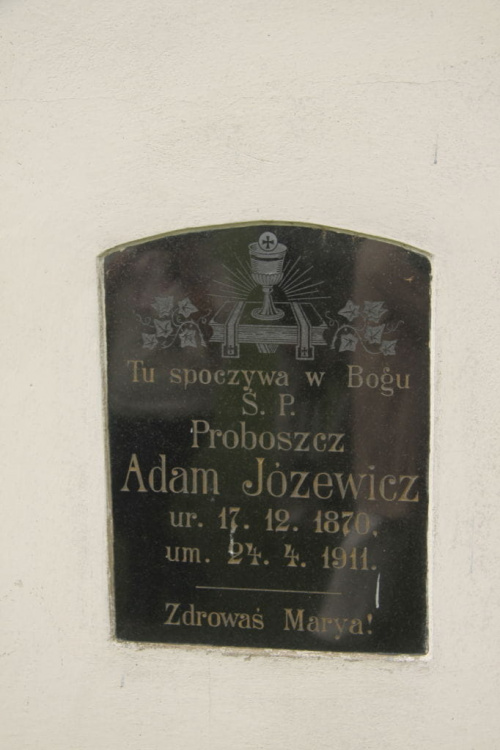 Tu spoczywa w Bogu
Ś. P.
Proboszcz
Adam Józewicz
ur. 17. 12. 1870,
um. 24. 4. 1911.
Zdrowaś Marya!